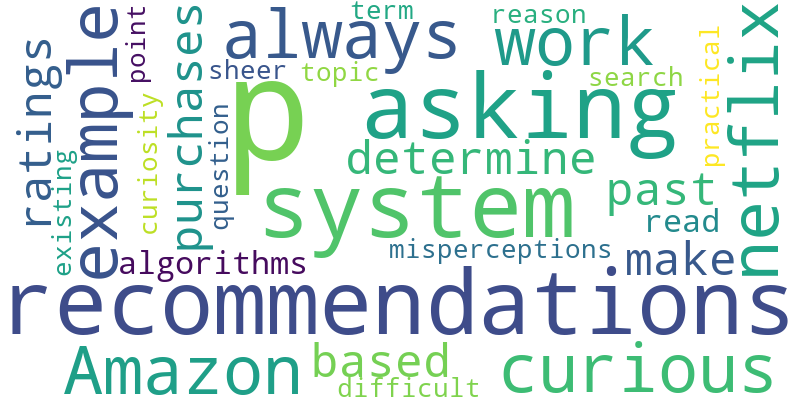 term
reason
point
example
ratings
purchases
always
work
netflix
sheer
topic
search
practical
p
asking
curiosity
question
existing
determine
system
past
read
misperceptions
make
algorithms
recommendations
Amazon
based
curious
difficult